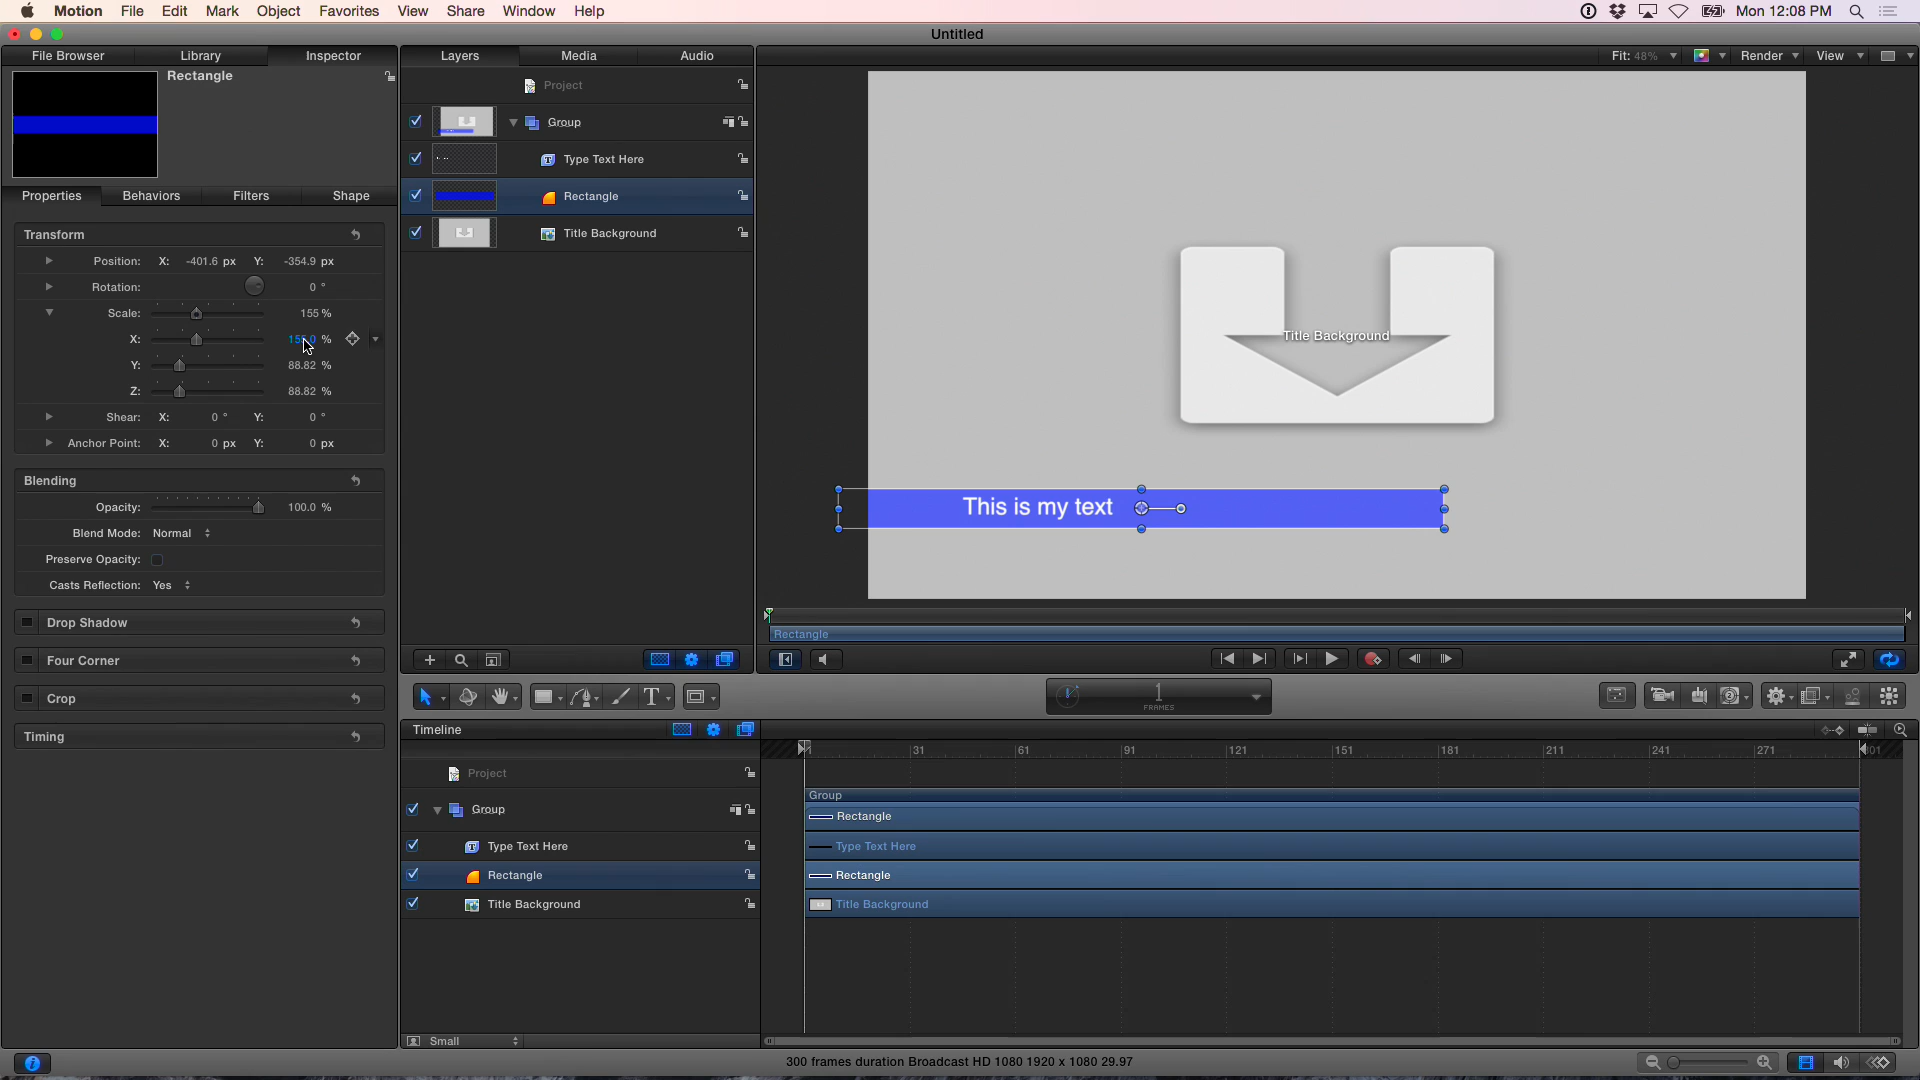 Motion File Edit Mark Object Favorites View Share Window Help Mon 12:08 PM
Untitled
File Browser Library Inspector Layers Media Audio Fit: 48% Render View
Rectangle
Project
Group
Type Text Here
Rectangle
Title Background
Properties Behaviors Filters Shape
Transform
Position: X: -401.6 px Y: -354.9 px
Rotation: 0 °
Scale: 155 %
X: 155.0 %
Y: 88.82 %
Z: 88.82 %
Shear: X: 0 ° Y: 0 °
Anchor Point: X: 0 px Y: 0 px
Blending
Opacity: 100.0 %
Blend Mode: Normal
Preserve Opacity:
Casts Reflection: Yes
Drop Shadow
Four Corner
Crop
Timing
Title Background
This is my text
Rectangle
T 1
FRAMES
Timeline
31 61 91 121 151 181 211 241 271 301
Project
Group Group
Rectangle
Type Text Here Type Text Here
Rectangle Rectangle
Title Background Title Background
Small
300 frames duration Broadcast HD 1080 1920 x 1080 29.97